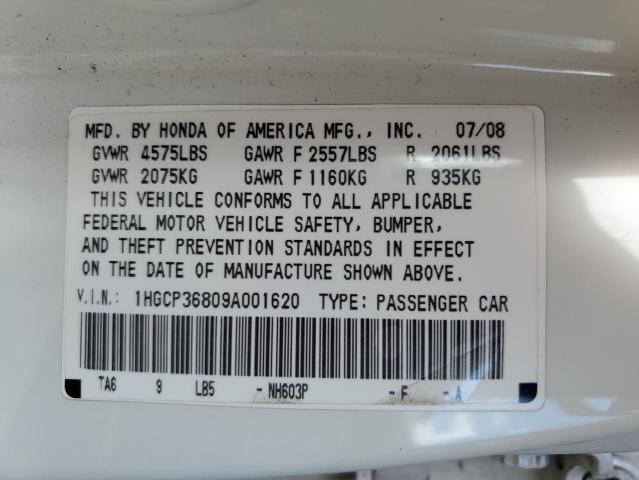 MFD. BY HONDA OF AMERICA MFG., INC. 07/08
GVWR 4575LBS GAWR F 2557LBS R 2061LBS
GVWR 2075KG GAWR F 1160KG R 935KG
THIS VEHICLE CONFORMS TO ALL APPLICABLE
FEDERAL MOTOR VEHICLE SAFETY, BUMPER,
AND THEFT PREVENTION STANDARDS IN EFFECT
ON THE DATE OF MANUFACTURE SHOWN ABOVE.
V.I.N.: 1HGCP36809A001620 TYPE: PASSENGER CAR
TA6 9 LB5 - NH603P - F - A